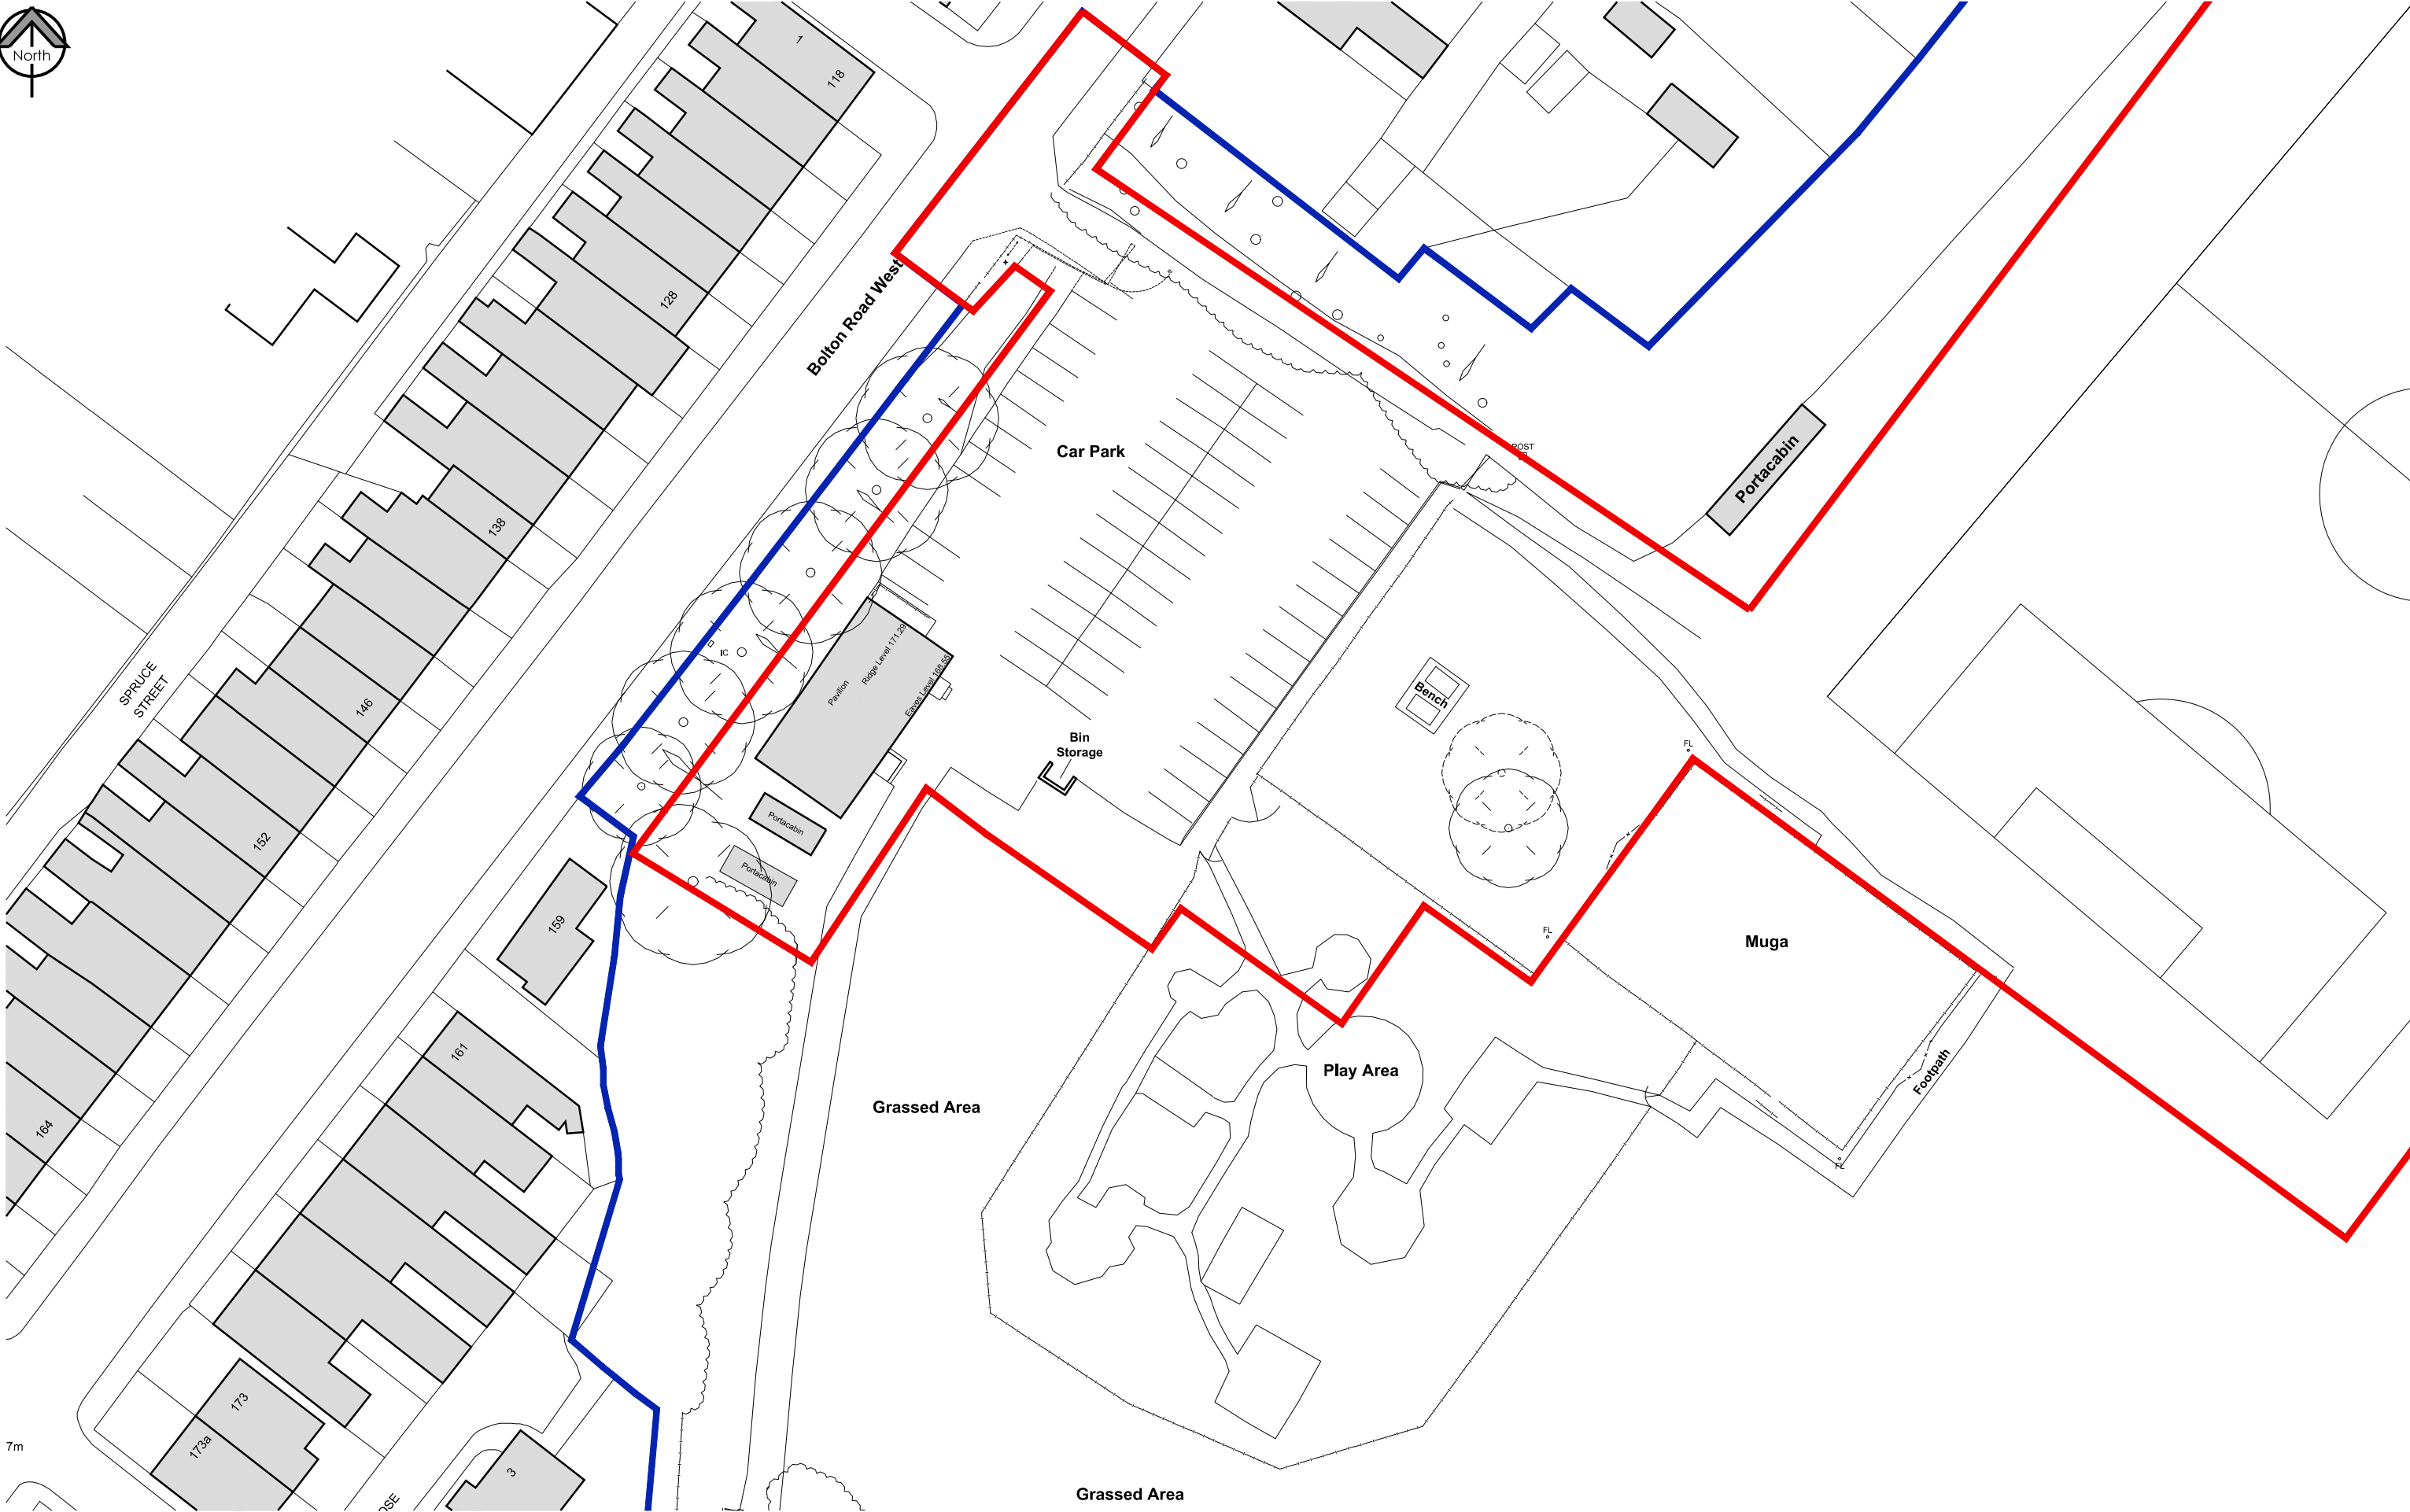 North
1
118
128
Bolton Road West
Car Park
POST
Portacabin
138
SPRUCE
STREET
146
IC
Pavilion
Ridge Level 171.29
Eaves Level 168.55
Bench
Bin
Storage
FL
Portacabin
Portacabin
152
159
FL
Muga
161
164
Grassed Area
Play Area
Footpath
FL
173
173a
7m
3
OSE
Grassed Area